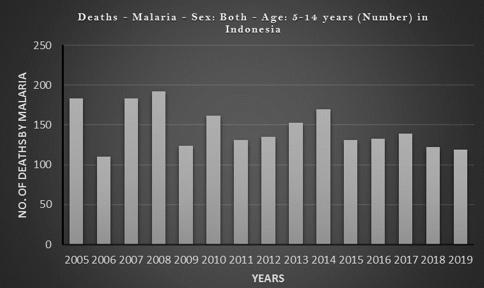 Deaths - Malaria - Sex: Both - Age: 5-14 years (Number) in
Indonesia
250
200
150
100
50
0
NO. OF DEATHS BY MALARIA
2005 2006 2007 2008 2009 2010 2011 2012 2013 2014 2015 2016 2017 2018 2019
YEARS